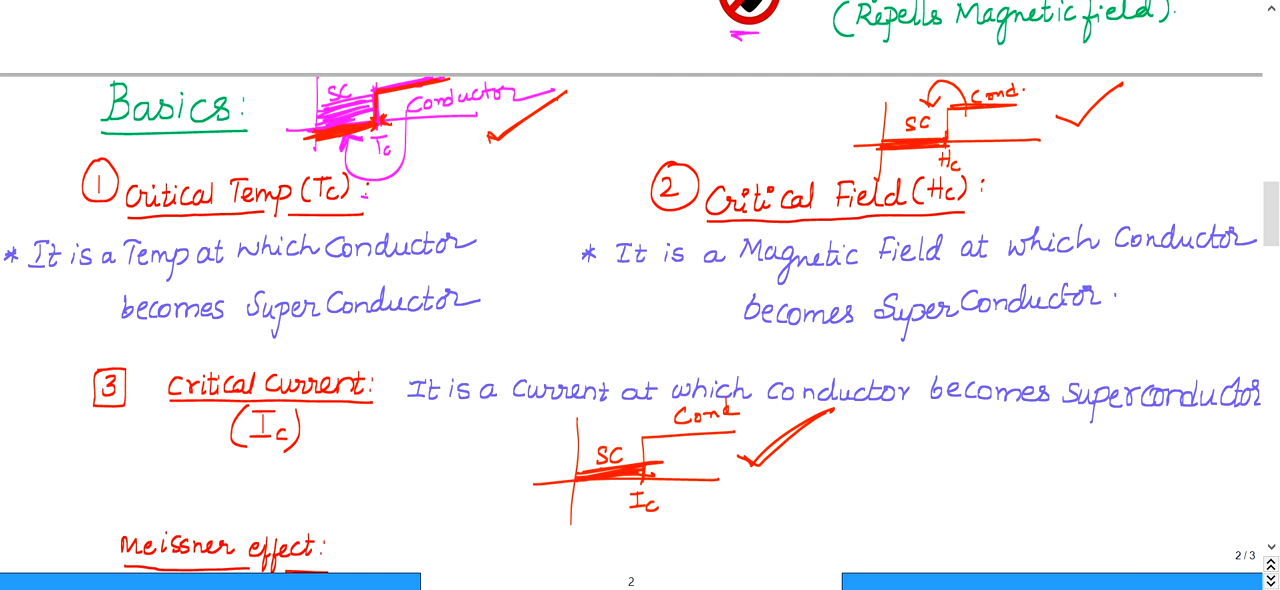 (Repells Magnetic field).
Basics:
SC
Conductor
Tc
SC
Cond.
Hc
① Critical Temp (Tc):
② Critical Field (Hc):
* It is a Temp at which Conductor
becomes Super Conductor
* It is a Magnetic Field at which Conductor
becomes Super Conductor.
3 Critical Current: It is a Current at which conductor becomes superconductor
(Ic)
Cond
SC
Ic
Meissner effect:
2 / 3
2